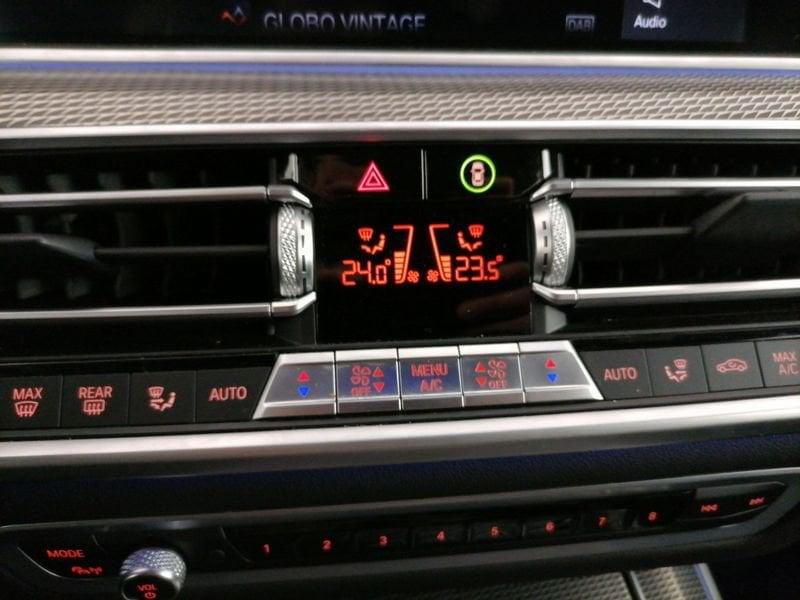 GLOBO VINTAGE DAB Audio
24.0° 23.5°
MAX REAR AUTO OFF MENU A/C OFF AUTO MAX A/C
MODE 1 2 3 4 5 6 7 8
VOL